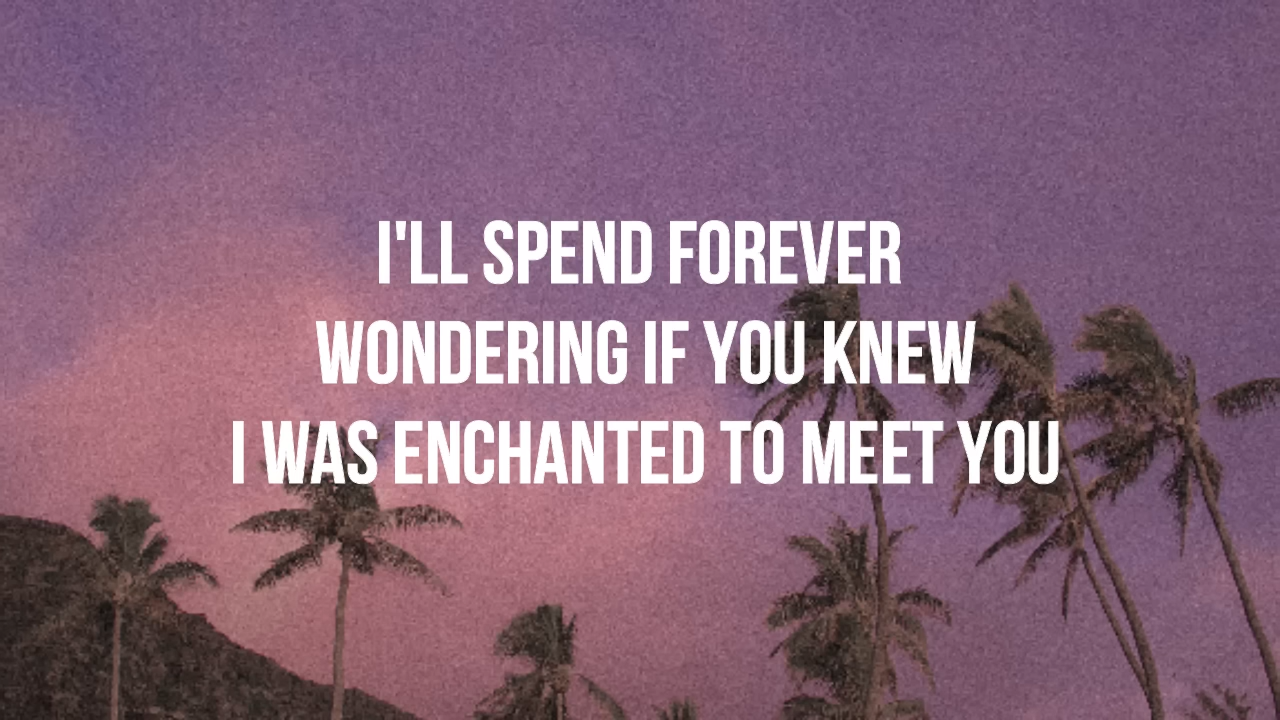 I'LL SPEND FOREVER
WONDERING IF YOU KNEW
I WAS ENCHANTED TO MEET YOU